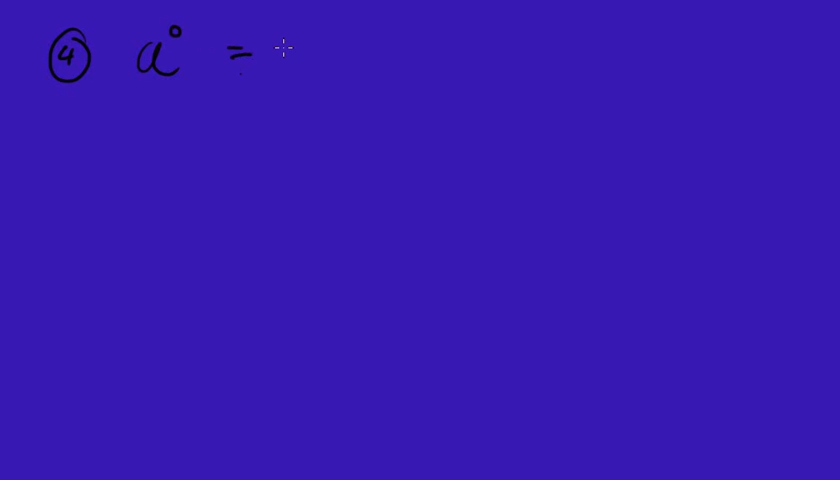 ④ a⁰ =